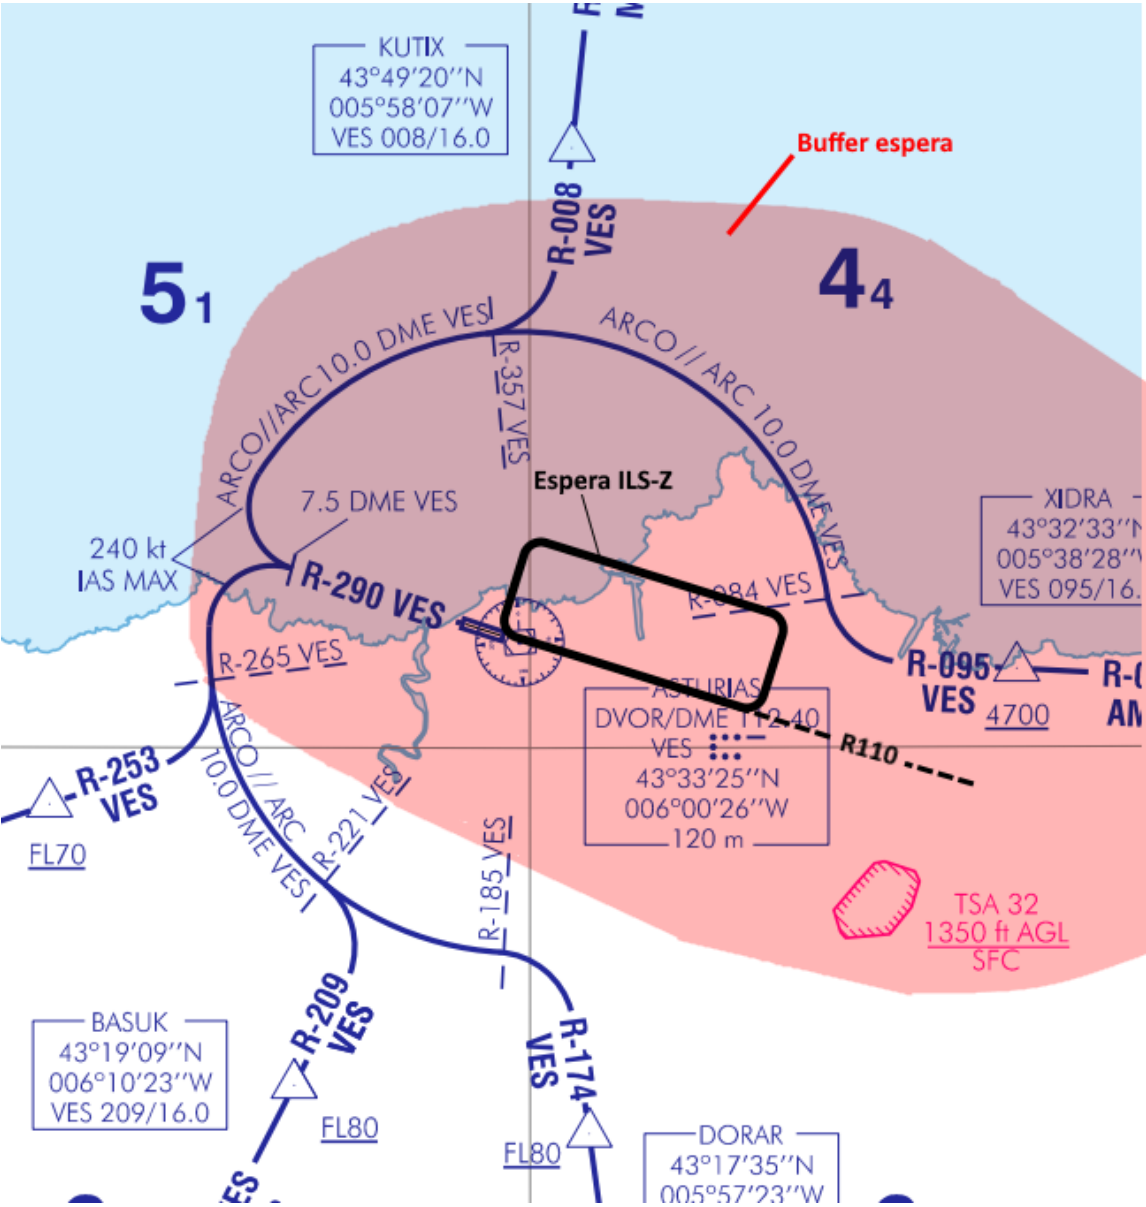 KUTIX
43°49'20''N
005°58'07''W
VES 008/16.0
Buffer espera
R-008
VES
5 1
4 4
ARCO//ARC 10.0 DME VES
ARCO // ARC 10.0 DME VES
R-357 VES
Espera ILS-Z
7.5 DME VES
XIDRA
43°32'33''N
005°38'28''
VES 095/16.
240 kt
IAS MAX
R-290 VES
R-084 VES
R-265 VES
R-095
VES
4700
ASTURIAS
DVOR/DME 112.40
VES
43°33'25''N
006°00'26''W
120 m
R110
R-253
VES
FL70
ARCO // ARC
10.0 DME VES
R-221 VES
R-185 VES
TSA 32
1350 ft AGL
SFC
BASUK
43°19'09''N
006°10'23''W
VES 209/16.0
R-209
VES
FL80
R-174
VES
FL80
DORAR
43°17'35''N
005°57'23''W